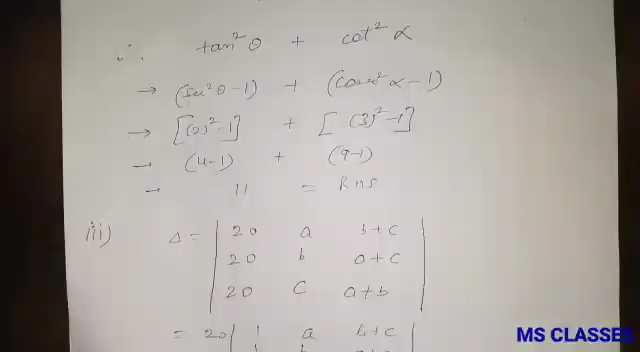 ∴ tan²θ + cot²α
→ (sec²θ-1) + (cosec²α-1)
→ [(2)²-1] + [(3)²-1]
→ (4-1) + (9-1)
→ 11 = RHS
iii) Δ = | 20 a b+c |
| 20 b a+c |
| 20 c a+b |
= 20 | 1 a b+c |
MS CLASSES